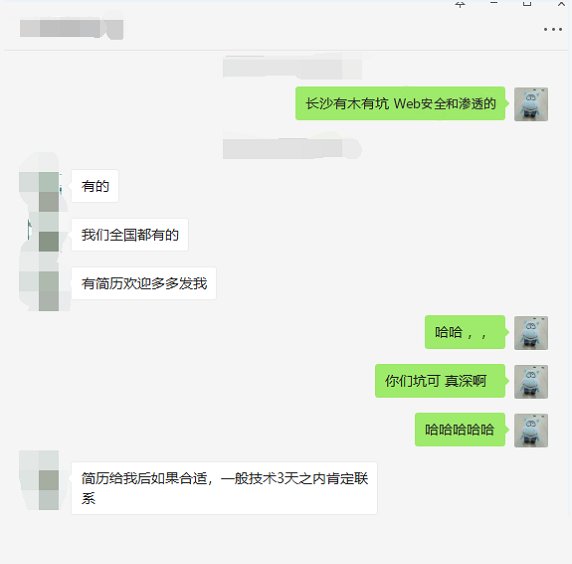 长沙有木有坑 Web安全和渗透的
有的
我们全国都有的
有简历欢迎多多发我
哈哈，，
你们坑可 真深啊
哈哈哈哈哈
简历给我后如果合适，一般技术3天之内肯定联
系